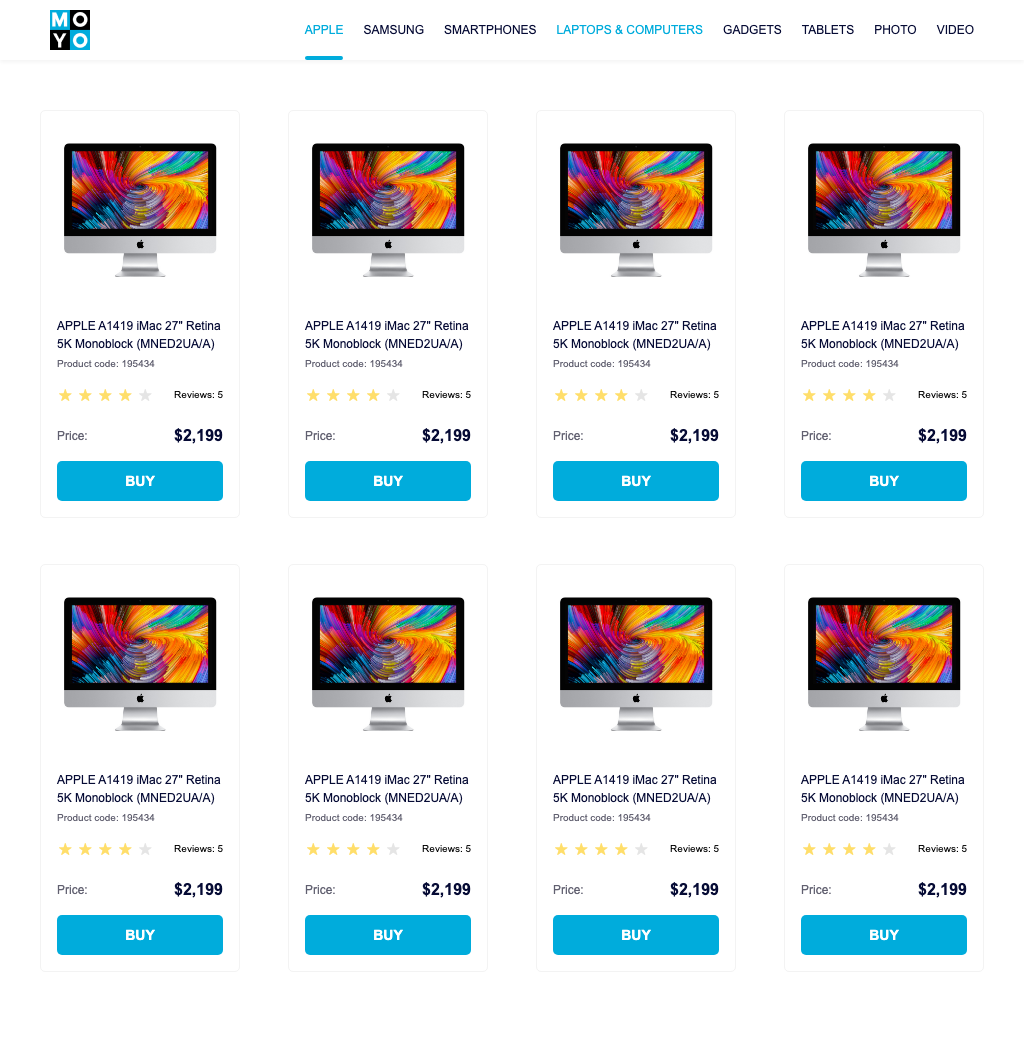 MO
YO
APPLE SAMSUNG SMARTPHONES LAPTOPS & COMPUTERS GADGETS TABLETS PHOTO VIDEO
APPLE A1419 iMac 27" Retina
5K Monoblock (MNED2UA/A)
Product code: 195434
Reviews: 5
Price: $2,199
BUY
APPLE A1419 iMac 27" Retina
5K Monoblock (MNED2UA/A)
Product code: 195434
Reviews: 5
Price: $2,199
BUY
APPLE A1419 iMac 27" Retina
5K Monoblock (MNED2UA/A)
Product code: 195434
Reviews: 5
Price: $2,199
BUY
APPLE A1419 iMac 27" Retina
5K Monoblock (MNED2UA/A)
Product code: 195434
Reviews: 5
Price: $2,199
BUY
APPLE A1419 iMac 27" Retina
5K Monoblock (MNED2UA/A)
Product code: 195434
Reviews: 5
Price: $2,199
BUY
APPLE A1419 iMac 27" Retina
5K Monoblock (MNED2UA/A)
Product code: 195434
Reviews: 5
Price: $2,199
BUY
APPLE A1419 iMac 27" Retina
5K Monoblock (MNED2UA/A)
Product code: 195434
Reviews: 5
Price: $2,199
BUY
APPLE A1419 iMac 27" Retina
5K Monoblock (MNED2UA/A)
Product code: 195434
Reviews: 5
Price: $2,199
BUY